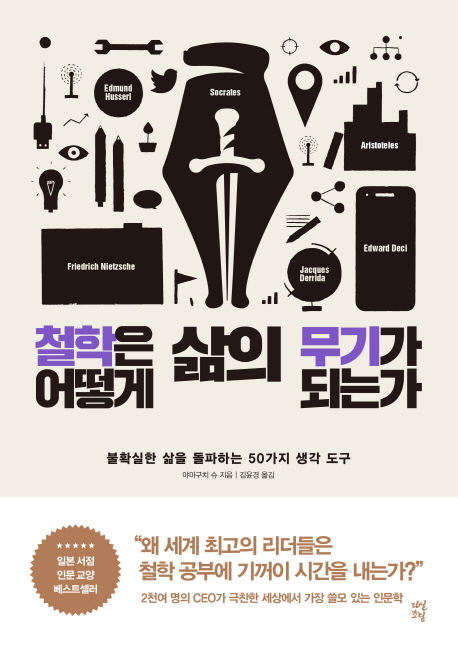 Edmund
Husserl
Socrates
Aristoteles
Friedrich Nietzsche
Edward Deci
Jacques
Derrida
철학은 삶의 무기가
어떻게 되는가
불확실한 삶을 돌파하는 50가지 생각 도구
야마구치 슈 지음 | 김윤경 옮김
★★★★★
일본 서점
인문 교양
베스트셀러
“왜 세계 최고의 리더들은
철학 공부에 기꺼이 시간을 내는가?”
2천여 명의 CEO가 극찬한 세상에서 가장 쓸모 있는 인문학
다산
초당